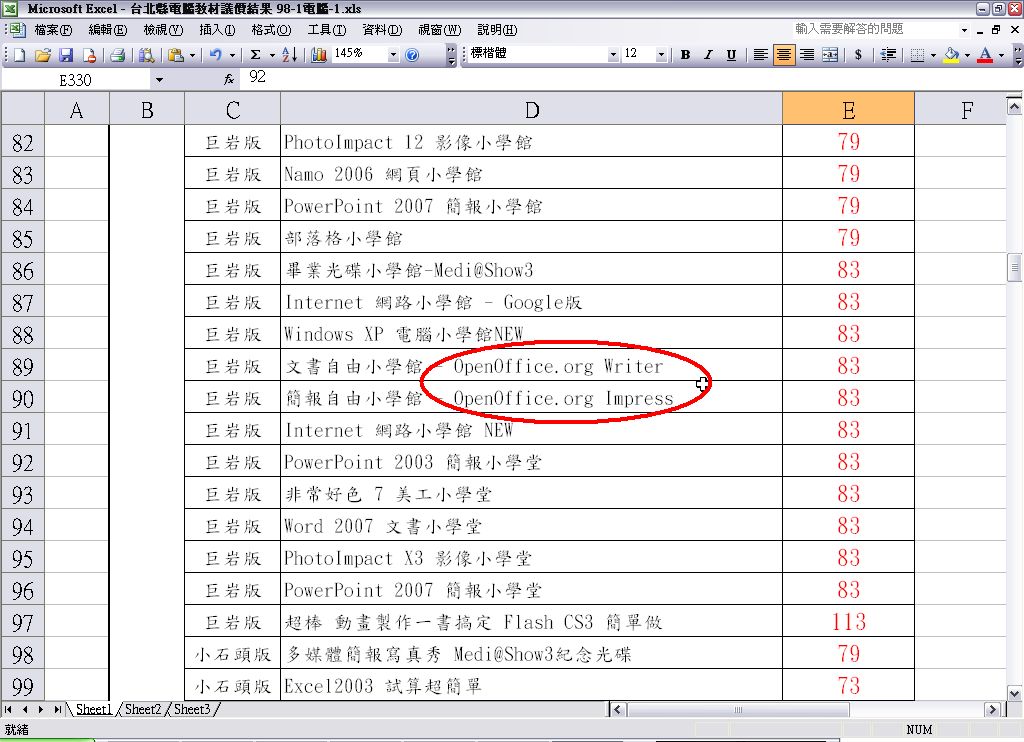 Microsoft Excel - 台北縣電腦教材議價結果 98-1電腦-1.xls
檔案(F) 編輯(E) 檢視(V) 插入(I) 格式(O) 工具(T) 資料(D) 視窗(W) 說明(H) 輸入需要解答的問題
145% 標楷體 12 B I U $ A
E330 fx 92
A B C D E F
82 巨岩版 PhotoImpact 12 影像小學館 79
83 巨岩版 Namo 2006 網頁小學館 79
84 巨岩版 PowerPoint 2007 簡報小學館 79
85 巨岩版 部落格小學館 79
86 巨岩版 畢業光碟小學館-Medi@Show3 83
87 巨岩版 Internet 網路小學館 - Google版 83
88 巨岩版 Windows XP 電腦小學館NEW 83
89 巨岩版 文書自由小學館 - OpenOffice.org Writer 83
90 巨岩版 簡報自由小學館 - OpenOffice.org Impress 83
91 巨岩版 Internet 網路小學館 NEW 83
92 巨岩版 PowerPoint 2003 簡報小學堂 83
93 巨岩版 非常好色 7 美工小學堂 83
94 巨岩版 Word 2007 文書小學堂 83
95 巨岩版 PhotoImpact X3 影像小學堂 83
96 巨岩版 PowerPoint 2007 簡報小學堂 83
97 巨岩版 超棒 動畫製作一書搞定 Flash CS3 簡單做 113
98 小石頭版 多媒體簡報寫真秀 Medi@Show3紀念光碟 79
99 小石頭版 Excel2003 試算超簡單 73
Sheet1 Sheet2 Sheet3
就緒 NUM